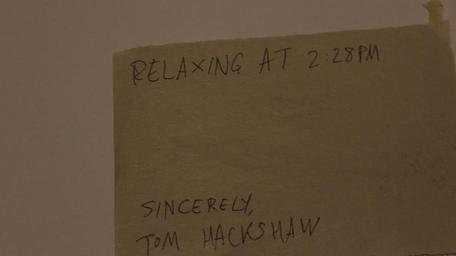 RELAXING AT 2:28PM
SINCERELY,
TOM HACKSHAW